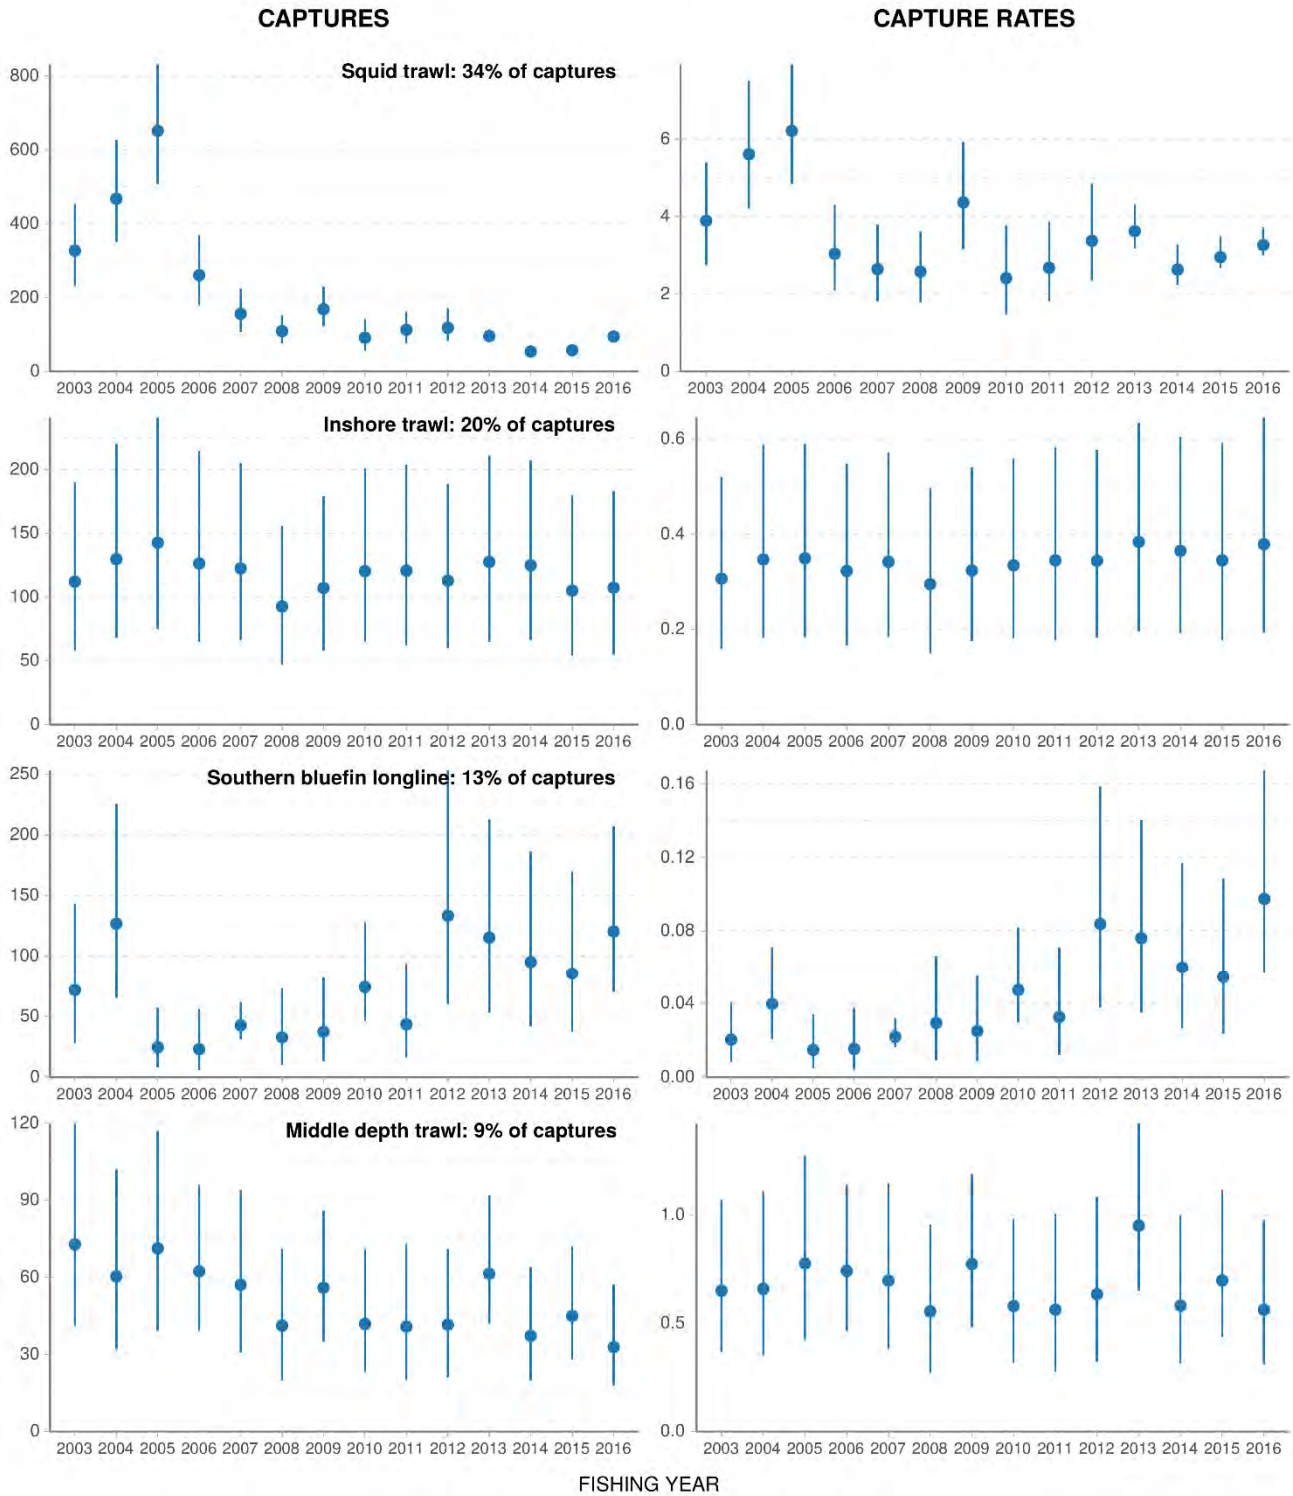 CAPTURES CAPTURE RATES
Squid trawl: 34% of captures
800
600
400
200
0
2003 2004 2005 2006 2007 2008 2009 2010 2011 2012 2013 2014 2015 2016
6
4
2
0
2003 2004 2005 2006 2007 2008 2009 2010 2011 2012 2013 2014 2015 2016
Inshore trawl: 20% of captures
200
150
100
50
0
2003 2004 2005 2006 2007 2008 2009 2010 2011 2012 2013 2014 2015 2016
0.6
0.4
0.2
0.0
2003 2004 2005 2006 2007 2008 2009 2010 2011 2012 2013 2014 2015 2016
Southern bluefin longline: 13% of captures
250
200
150
100
50
0
2003 2004 2005 2006 2007 2008 2009 2010 2011 2012 2013 2014 2015 2016
0.16
0.12
0.08
0.04
0.00
2003 2004 2005 2006 2007 2008 2009 2010 2011 2012 2013 2014 2015 2016
Middle depth trawl: 9% of captures
120
90
60
30
0
2003 2004 2005 2006 2007 2008 2009 2010 2011 2012 2013 2014 2015 2016
1.0
0.5
0.0
2003 2004 2005 2006 2007 2008 2009 2010 2011 2012 2013 2014 2015 2016
FISHING YEAR